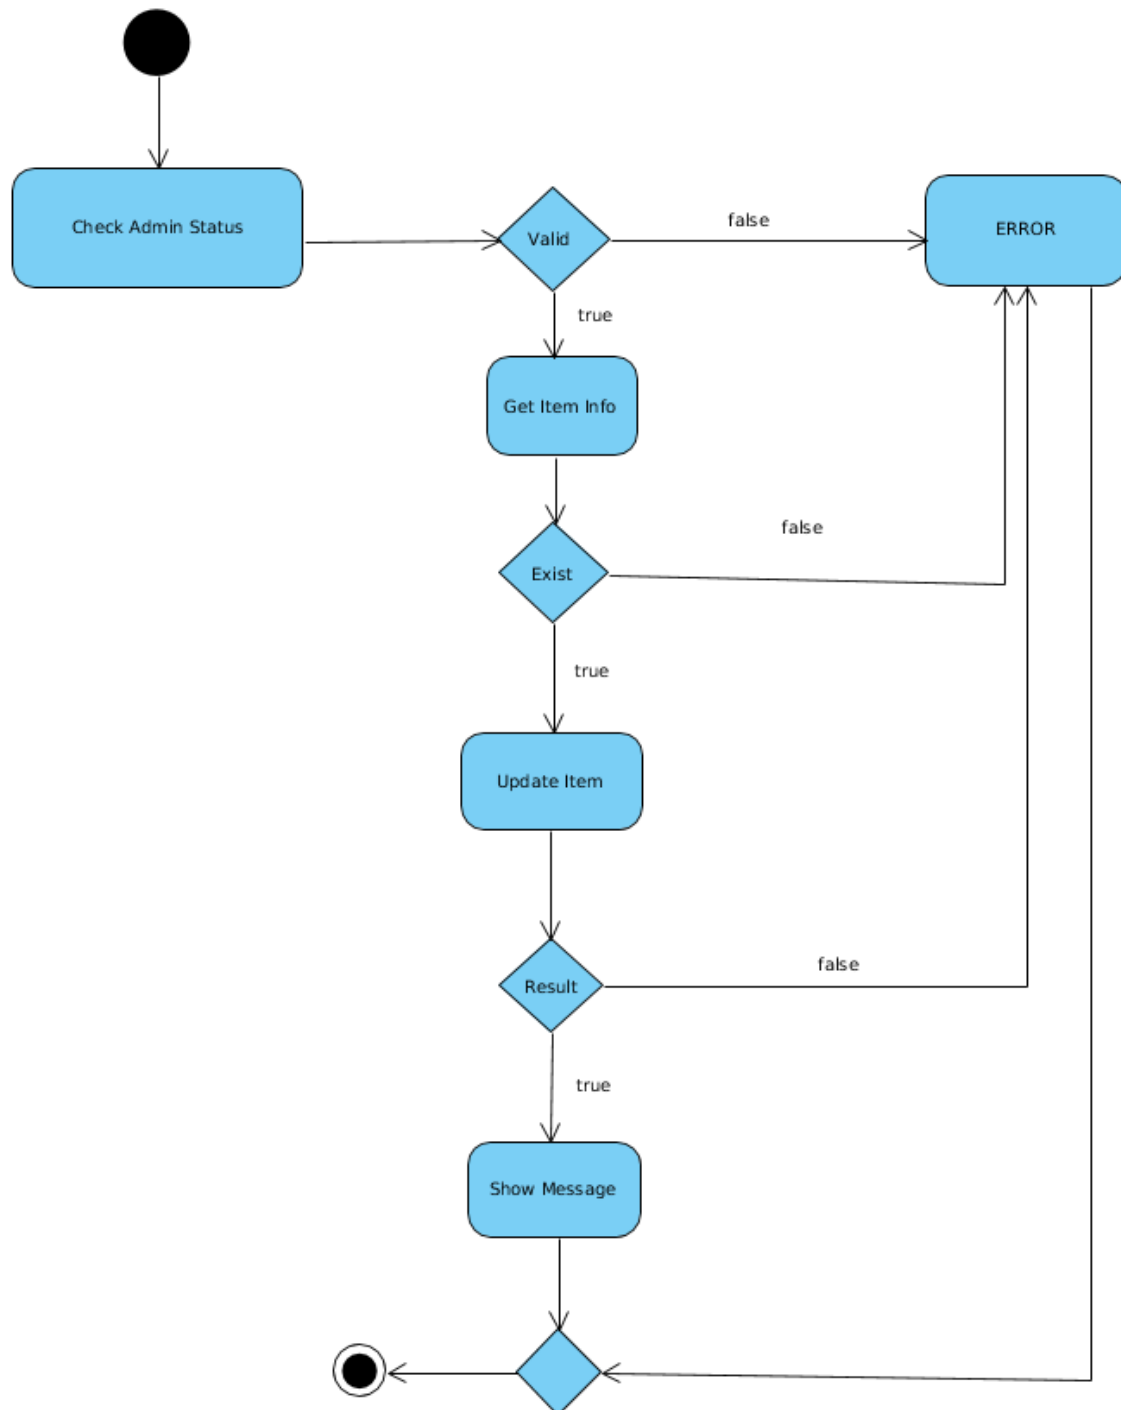 Check Admin Status
Valid
false
ERROR
true
Get Item Info
false
Exist
true
Update Item
false
Result
true
Show Message